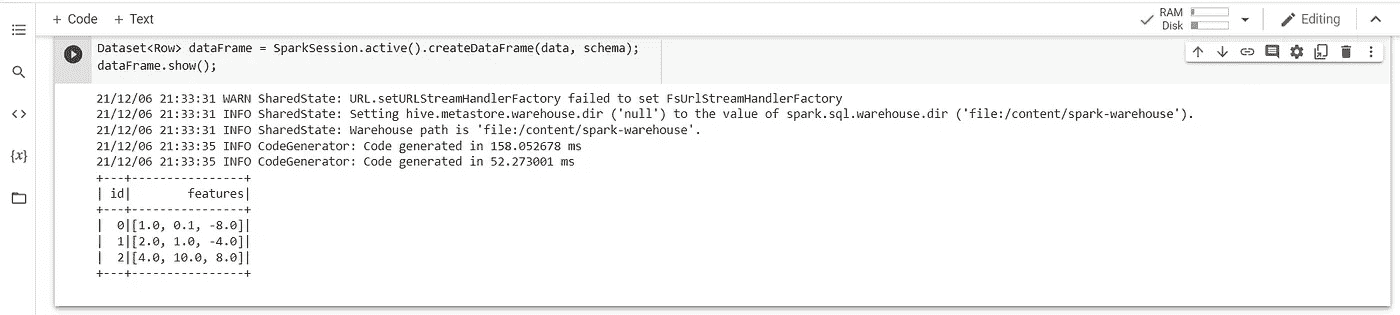 + Code + Text
RAM
Disk
Editing
<>
{x}
Dataset<Row> dataFrame = SparkSession.active().createDataFrame(data, schema);
dataFrame.show();
21/12/06 21:33:31 WARN SharedState: URL.setURLStreamHandlerFactory failed to set FsUrlStreamHandlerFactory
21/12/06 21:33:31 INFO SharedState: Setting hive.metastore.warehouse.dir ('null') to the value of spark.sql.warehouse.dir ('file:/content/spark-warehouse').
21/12/06 21:33:31 INFO SharedState: Warehouse path is 'file:/content/spark-warehouse'.
21/12/06 21:33:35 INFO CodeGenerator: Code generated in 158.052678 ms
21/12/06 21:33:35 INFO CodeGenerator: Code generated in 52.273001 ms
+---+----------------+
| id|        features|
+---+----------------+
|  0|[1.0, 0.1, -8.0]|
|  1|[2.0, 1.0, -4.0]|
|  2|[4.0, 10.0, 8.0]|
+---+----------------+